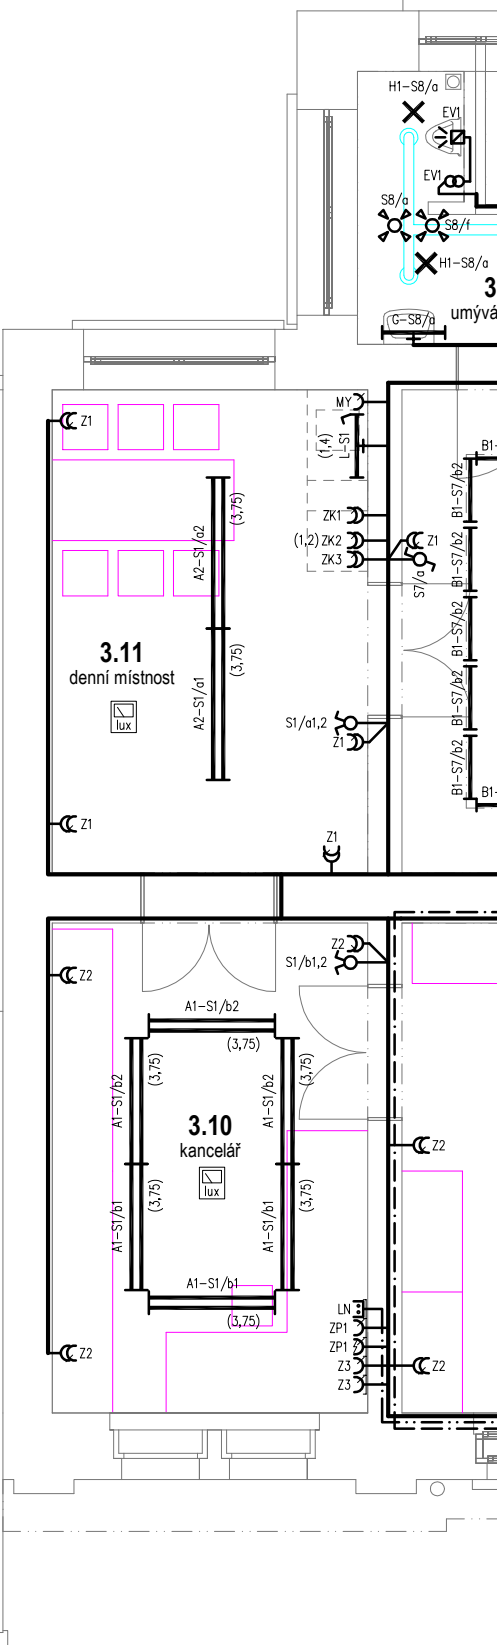 H1-S8/a
EV1
EV1
S8/a
S8/f
H1-S8/a
3.
umývá
G-S8/a
MY
Z1
(1,4)
L-S1
B1-
B1-S7/b2
(3,75)
ZK1
A2-S1/a2
(1,2) ZK2
Z1
ZK3
S7/a
B1-S7/b2
3.11
denní místnost
lux
(3,75)
B1-S7/b2
A2-S1/a1
B1-S7/b2
S1/a1,2
Z1
B1-S7/b2
B1-
Z1
Z1
Z2
S1/b1,2
Z2
A1-S1/b2
(3,75)
A1-S1/b2
(3,75)
A1-S1/b2
(3,75)
3.10
kancelář
lux
Z2
A1-S1/b1
(3,75)
A1-S1/b1
(3,75)
A1-S1/b1
(3,75)
LN
ZP1
ZP1
Z2
Z3
Z2
Z3